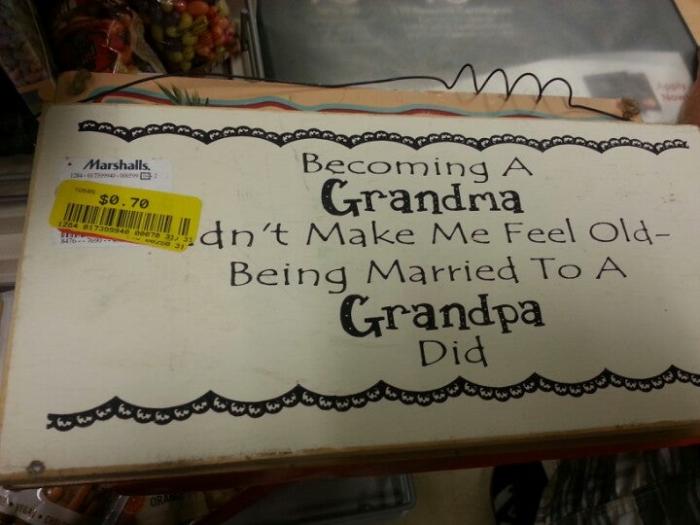 Becoming A
Grandma
dn't Make Me Feel Old-
Being Married To A
Grandpa
Did
Marshalls.
$0.70